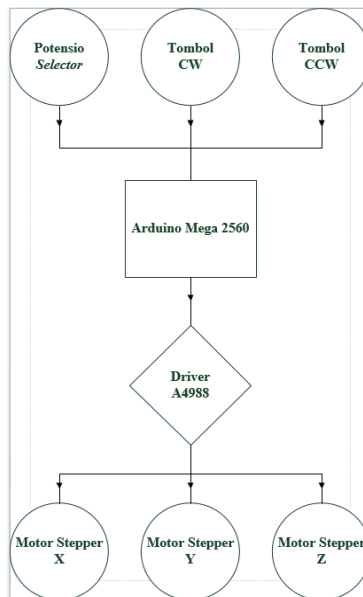 Potensio
Selector
Tombol
CW
Tombol
CCW
Arduino Mega 2560
Driver
A4988
Motor Stepper
X
Motor Stepper
Y
Motor Stepper
Z